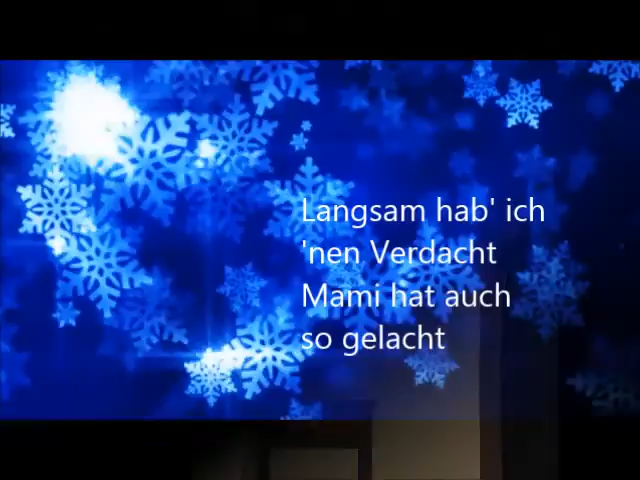 Langsam hab' ich
'nen Verdacht
Mami hat auch
so gelacht